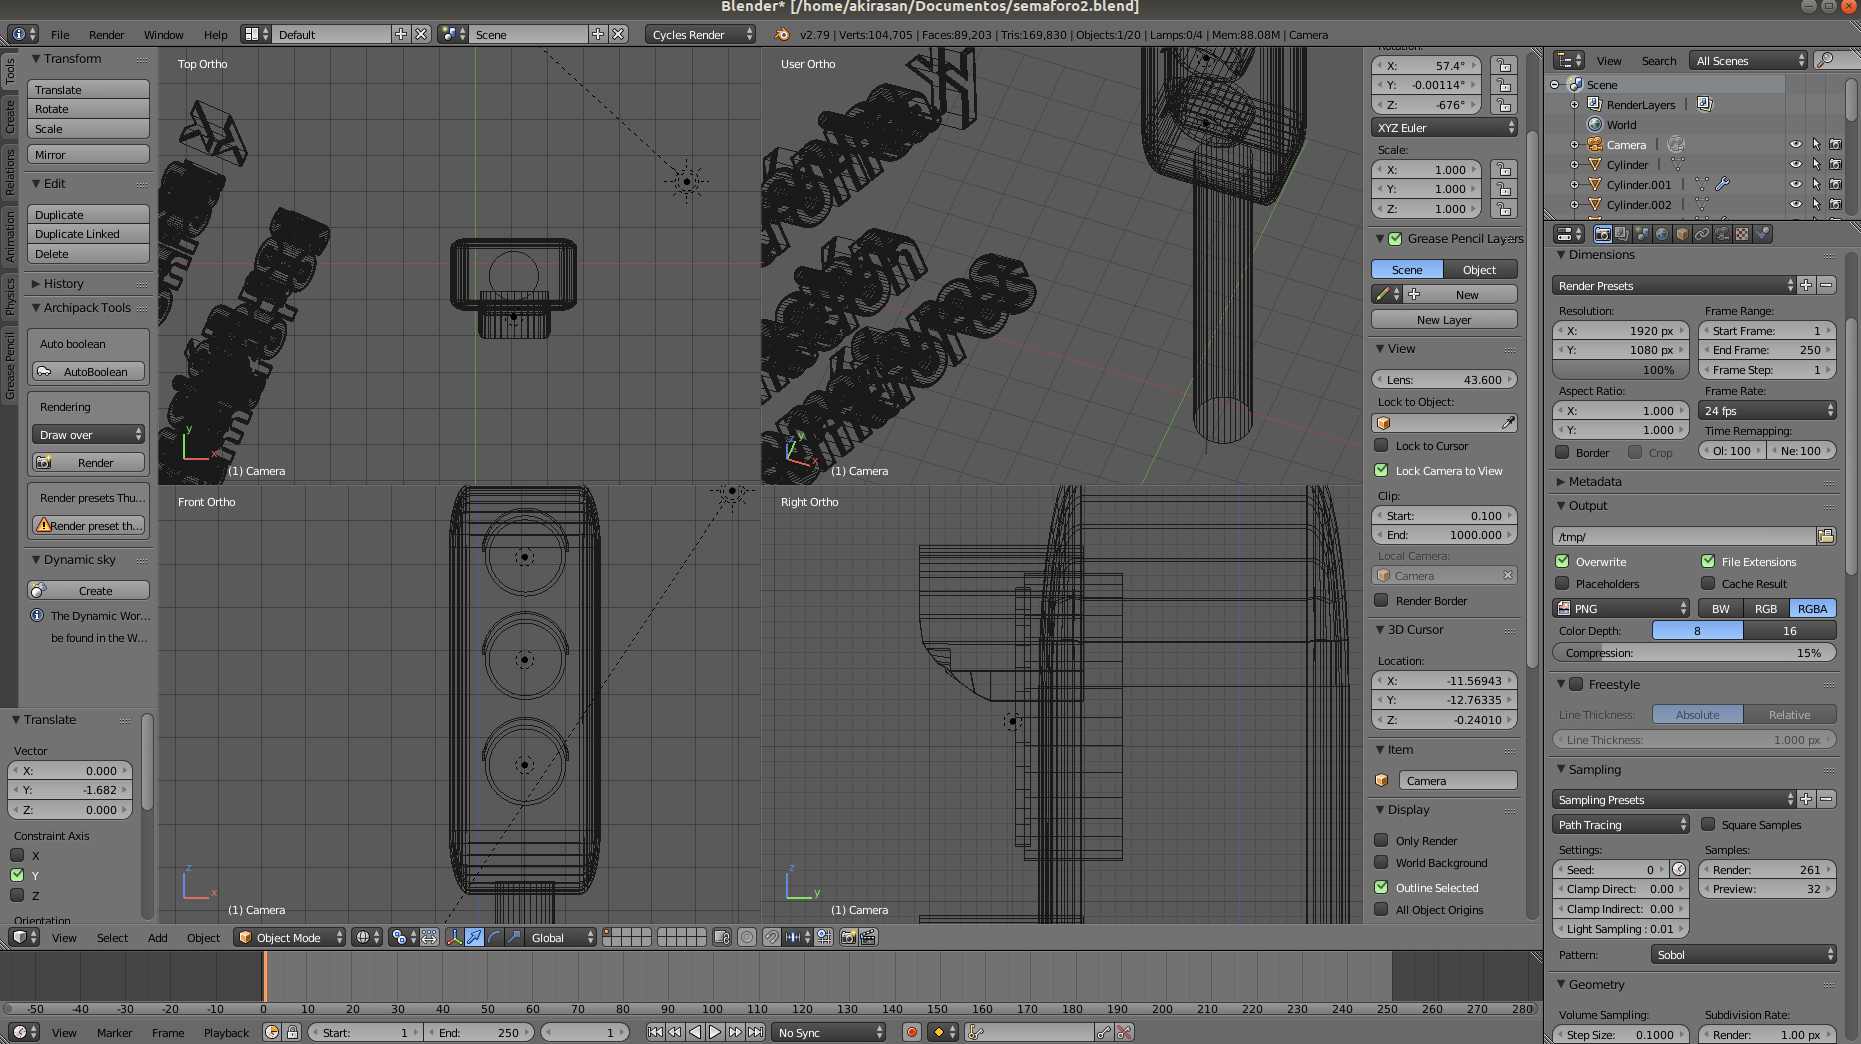 Blender* [/home/akirasan/Documentos/semaforo2.blend]
File Render Window Help Default Scene Cycles Render v2.79 | Verts:104,705 | Faces:89,203 | Tris:169,830 | Objects:1/20 | Lamps:0/4 | Mem:88.08M | Camera
Tools
Create
Relations
Animation
Physics
Grease Pencil
Transform
Translate
Rotate
Scale
Mirror
Edit
Duplicate
Duplicate Linked
Delete
History
Archipack Tools
Auto boolean
AutoBoolean
Rendering
Draw over
Render
Render presets Thu...
Render preset th...
Dynamic sky
Create
The Dynamic Wor...
be found in the W...
Translate
Vector
X: 0.000
Y: -1.682
Z: 0.000
Constraint Axis
X
Y
Z
Orientation
Top Ortho
y
x
(1) Camera
User Ortho
z
y
x
(1) Camera
Front Ortho
z
x
(1) Camera
Right Ortho
z
y
(1) Camera
Rotation:
X: 57.4°
Y: -0.00114°
Z: -676°
XYZ Euler
Scale:
X: 1.000
Y: 1.000
Z: 1.000
Grease Pencil Layers
Scene Object
New
New Layer
View
Lens: 43.600
Lock to Object:
Lock to Cursor
Lock Camera to View
Clip:
Start: 0.100
End: 1000.000
Local Camera:
Camera
Render Border
3D Cursor
Location:
X: -11.56943
Y: -12.76335
Z: -0.24010
Item
Camera
Display
Only Render
World Background
Outline Selected
All Object Origins
View Search All Scenes
Scene
RenderLayers |
World
Camera |
Cylinder |
Cylinder.001 |
Cylinder.002 |
Dimensions
Render Presets
Resolution: Frame Range:
X: 1920 px Start Frame: 1
Y: 1080 px End Frame: 250
100% Frame Step: 1
Aspect Ratio: Frame Rate:
X: 1.000 24 fps
Y: 1.000 Time Remapping:
Border Crop Ol: 100 Ne: 100
Metadata
Output
/tmp/
Overwrite File Extensions
Placeholders Cache Result
PNG BW RGB RGBA
Color Depth: 8 16
Compression: 15%
Freestyle
Line Thickness: Absolute Relative
Line Thickness: 1.000 px
Sampling
Sampling Presets
Path Tracing Square Samples
Settings: Samples:
Seed: 0 Render: 261
Clamp Direct: 0.00 Preview: 32
Clamp Indirect: 0.00
Light Sampling : 0.01
Pattern: Sobol
Geometry
Volume Sampling: Subdivision Rate:
Step Size: 0.1000 Render: 1.00 px
View Select Add Object Object Mode Global
-50 -40 -30 -20 -10 0 10 20 30 40 50 60 70 80 90 100 110 120 130 140 150 160 170 180 190 200 210 220 230 240 250 260 270 280
View Marker Frame Playback Start: 1 End: 250 1 No Sync